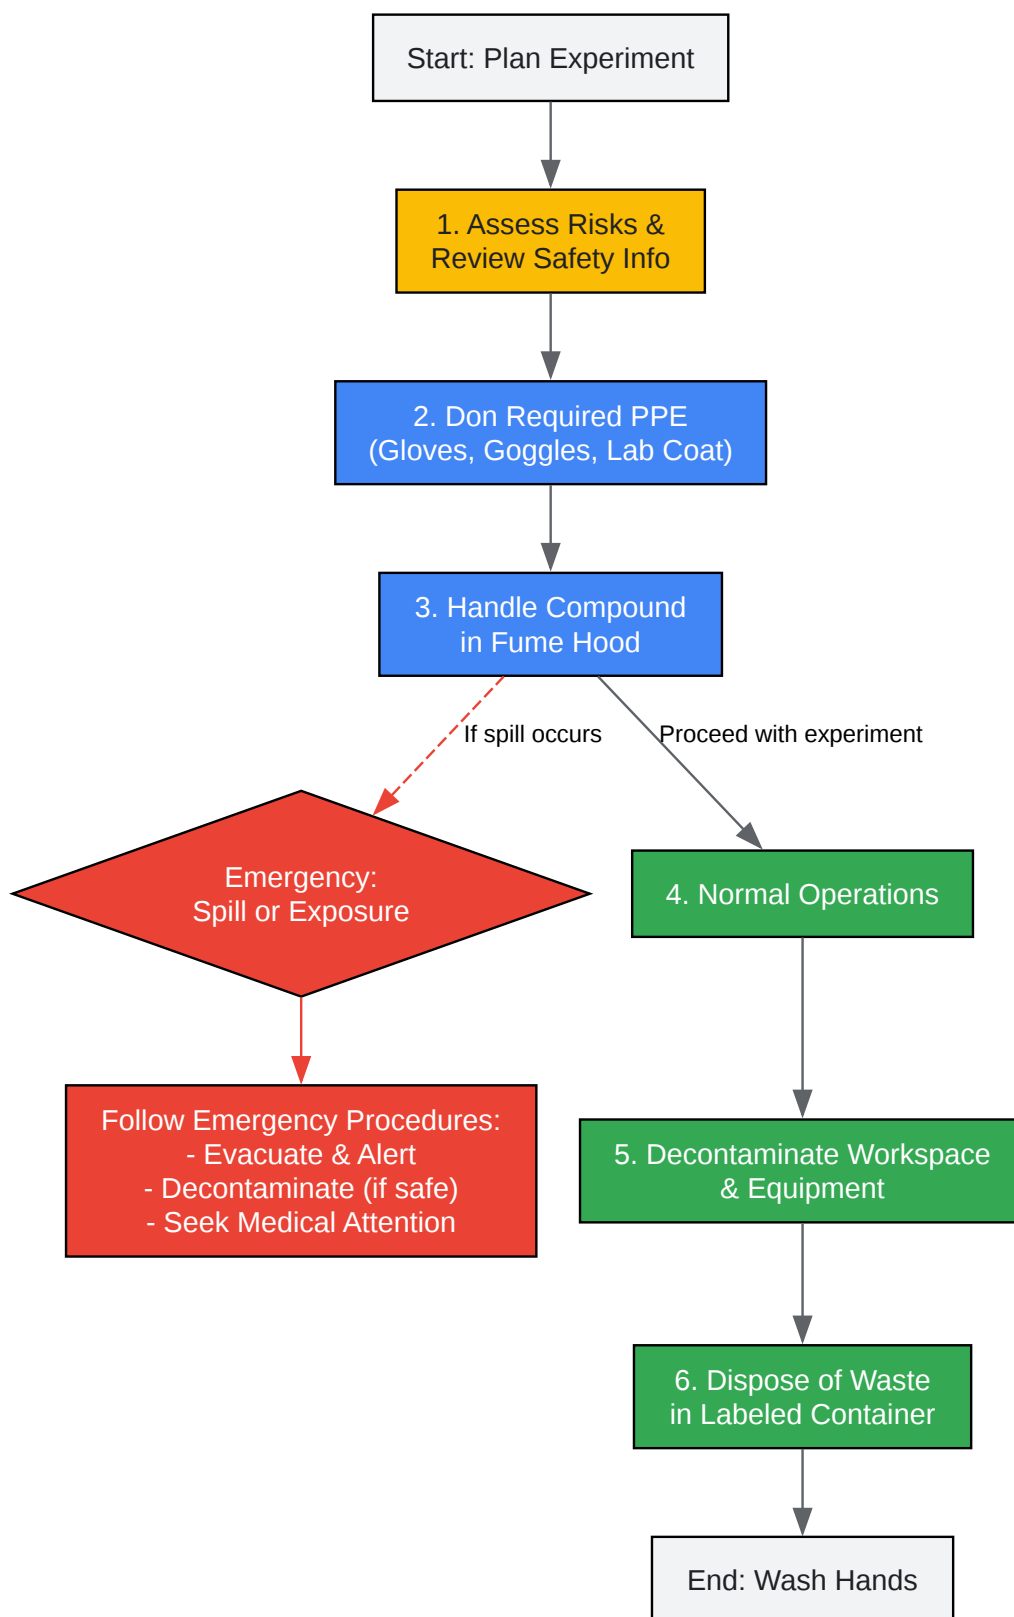 Start: Plan Experiment
1. Assess Risks &
Review Safety Info
2. Don Required PPE
(Gloves, Goggles, Lab Coat)
3. Handle Compound
in Fume Hood
If spill occurs
Proceed with experiment
Emergency:
Spill or Exposure
4. Normal Operations
Follow Emergency Procedures:
- Evacuate & Alert
- Decontaminate (if safe)
- Seek Medical Attention
5. Decontaminate Workspace
& Equipment
6. Dispose of Waste
in Labeled Container
End: Wash Hands